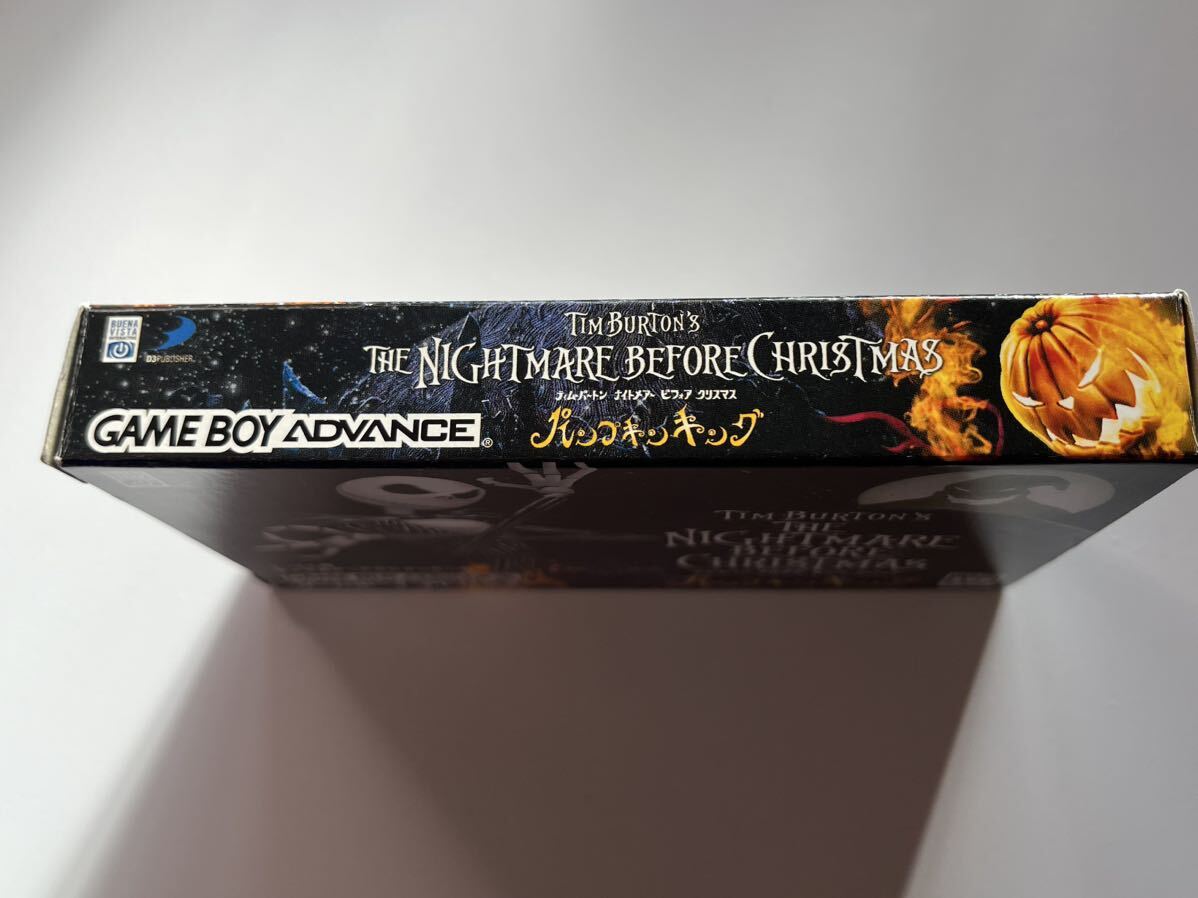 BUENA
VISTA
INTERACTIVE
D3PUBLISHER
TIM BURTON'S
THE NIGHTMARE BEFORE CHRISTMAS
ティム・バートン ナイトメアー ビフォア クリスマス
パンプキンキング
GAME BOY ADVANCE®
TIM BURTON'S
THE
NIGHTMARE
BEFORE
CHRISTMAS